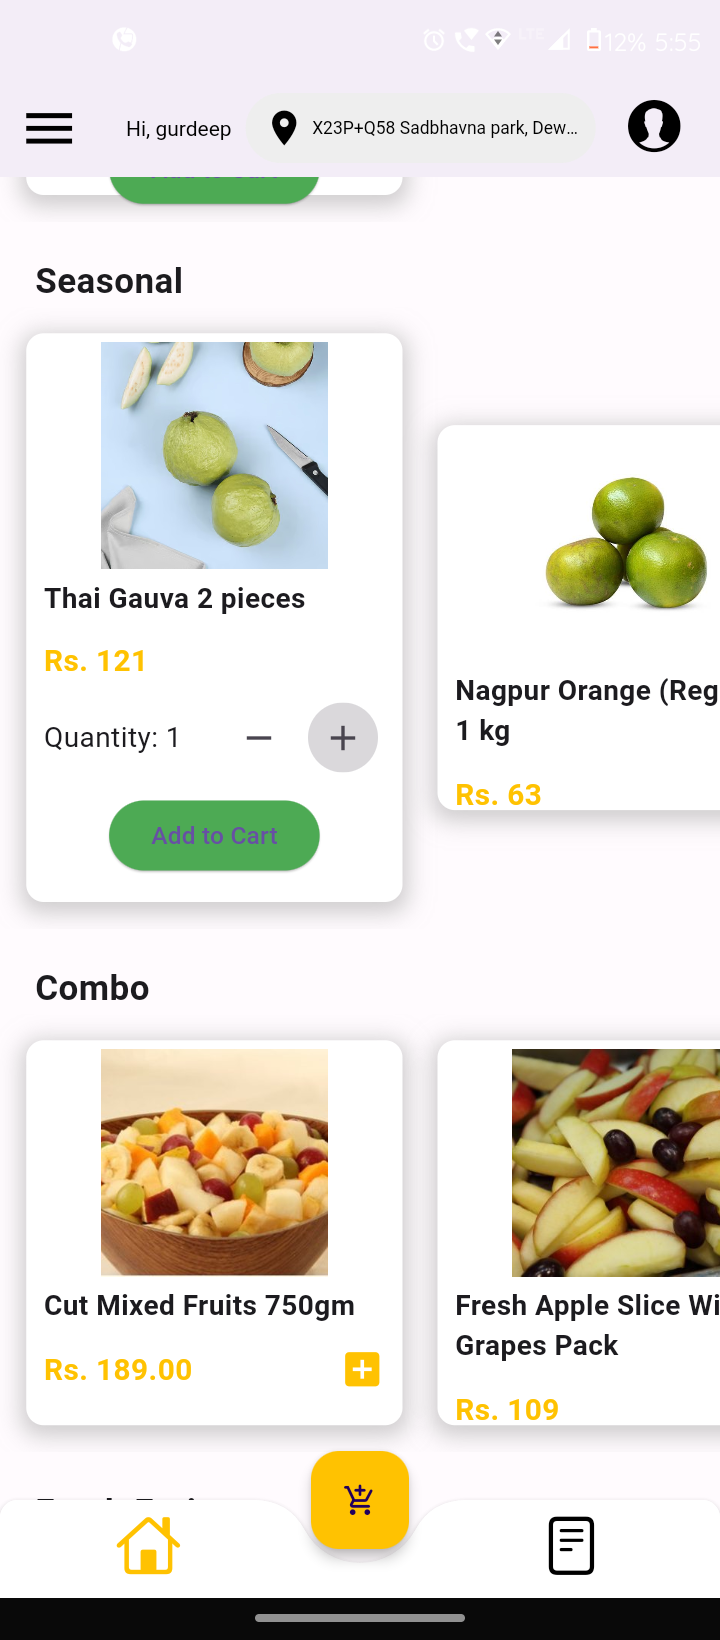 LTE 12% 5:55
Hi, gurdeep
X23P+Q58 Sadbhavna park, Dew...
Seasonal
Thai Gauva 2 pieces
Rs. 121
Quantity: 1
Add to Cart
Nagpur Orange (Reg
1 kg
Rs. 63
Combo
Cut Mixed Fruits 750gm
Rs. 189.00
Fresh Apple Slice Wi
Grapes Pack
Rs. 109